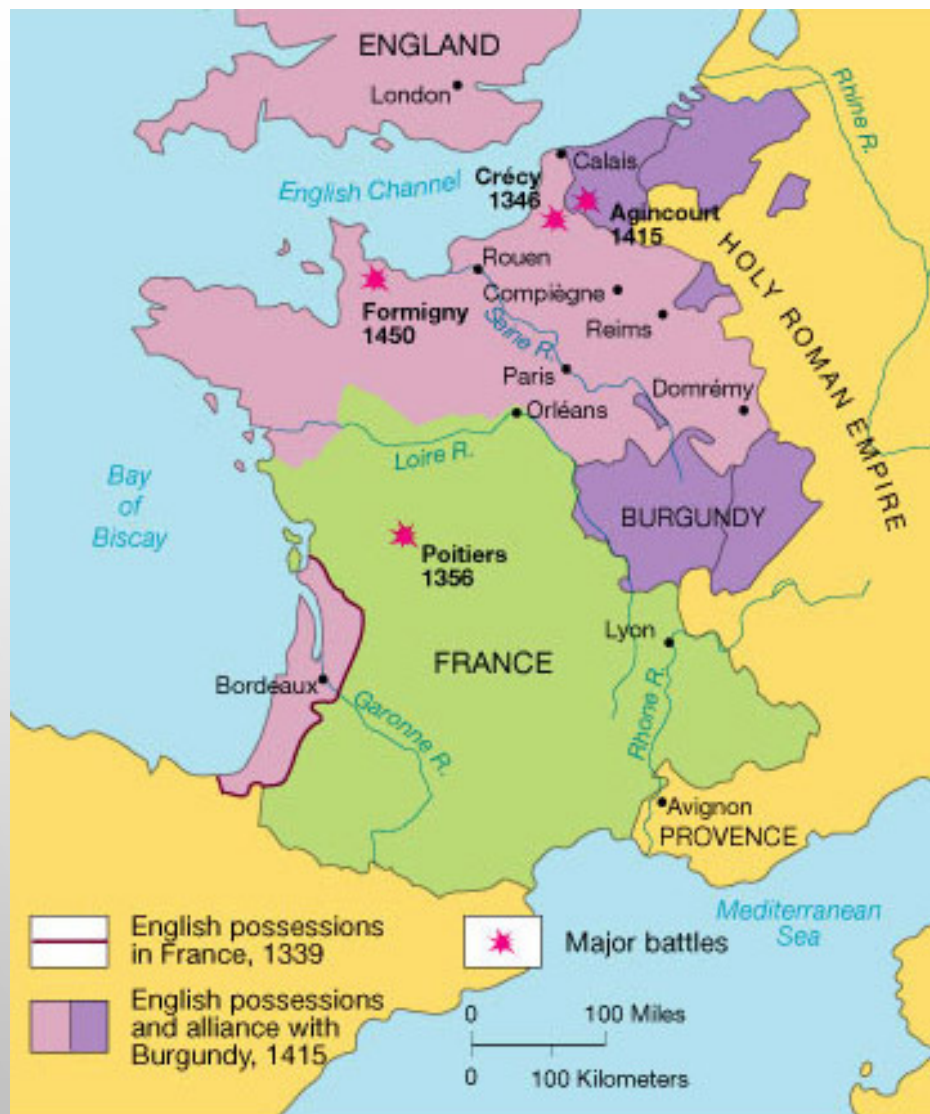 ENGLAND
London
Rhine R.
English Channel
Calais
Crécy
1346
Agincourt
1415
HOLY ROMAN EMPIRE
Rouen
Compiègne
Formigny
1450
Seine R.
Reims
Paris
Domrémy
Orléans
Loire R.
Bay
of
Biscay
BURGUNDY
Poitiers
1356
Lyon
FRANCE
Bordeaux
Garonne R.
Rhone R.
Avignon
PROVENCE
Mediterranean
Sea
English possessions
in France, 1339
Major battles
English possessions
and alliance with
Burgundy, 1415
0 100 Miles
0 100 Kilometers